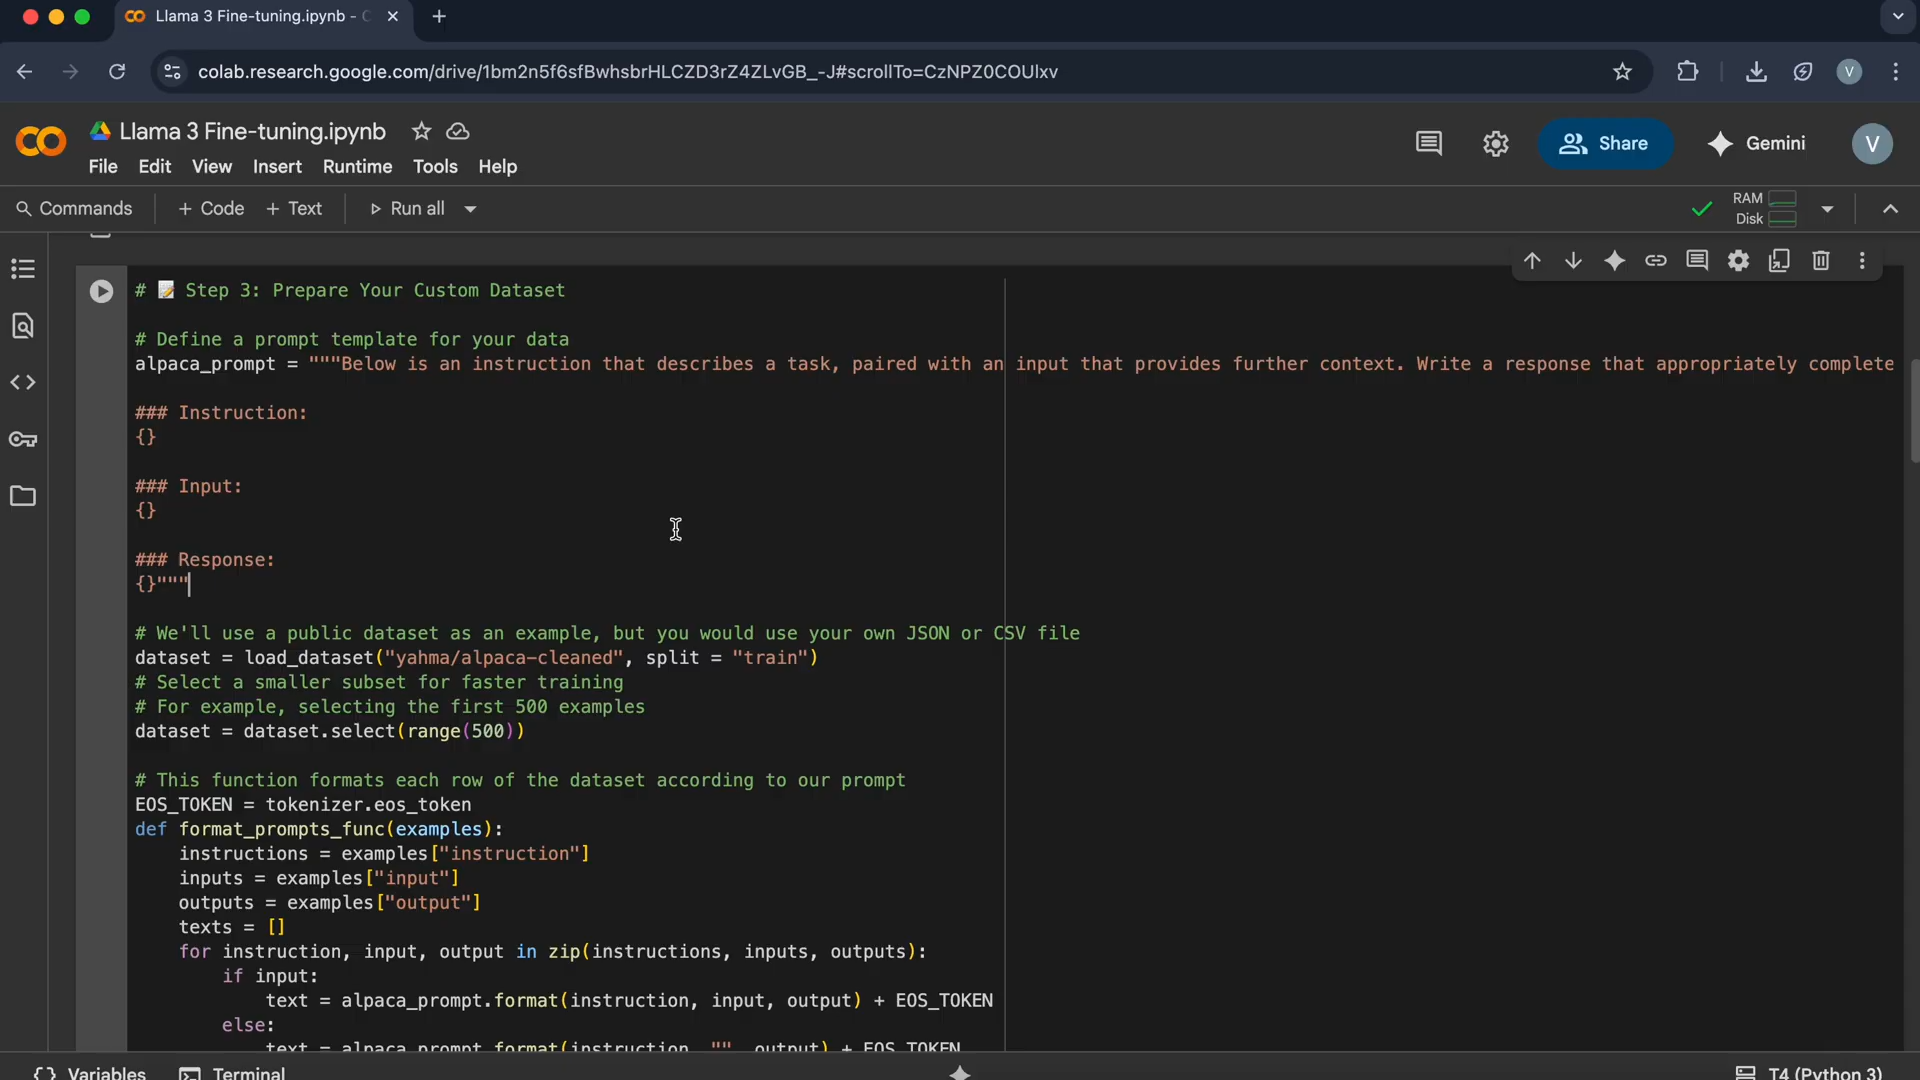 Llama 3 Fine-tuning.ipynb -
colab.research.google.com/drive/1bm2n5f6sfBwhsbrHLCZD3rZ4ZLvGB_-J#scrollTo=CzNPZ0COUlxv
V
Llama 3 Fine-tuning.ipynb
Share
Gemini
V
File Edit View Insert Runtime Tools Help
Commands + Code + Text Run all
RAM
Disk
# 📝 Step 3: Prepare Your Custom Dataset
# Define a prompt template for your data
alpaca_prompt = """Below is an instruction that describes a task, paired with an input that provides further context. Write a response that appropriately complete
### Instruction:
{}
### Input:
{}
### Response:
{}"""
# We'll use a public dataset as an example, but you would use your own JSON or CSV file
dataset = load_dataset("yahma/alpaca-cleaned", split = "train")
# Select a smaller subset for faster training
# For example, selecting the first 500 examples
dataset = dataset.select(range(500))
# This function formats each row of the dataset according to our prompt
EOS_TOKEN = tokenizer.eos_token
def format_prompts_func(examples):
    instructions = examples["instruction"]
    inputs = examples["input"]
    outputs = examples["output"]
    texts = []
    for instruction, input, output in zip(instructions, inputs, outputs):
        if input:
            text = alpaca_prompt.format(instruction, input, output) + EOS_TOKEN
        else:
            text = alpaca_prompt.format(instruction, "", output) + EOS_TOKEN
{} Variables Terminal
T4 (Python 3)